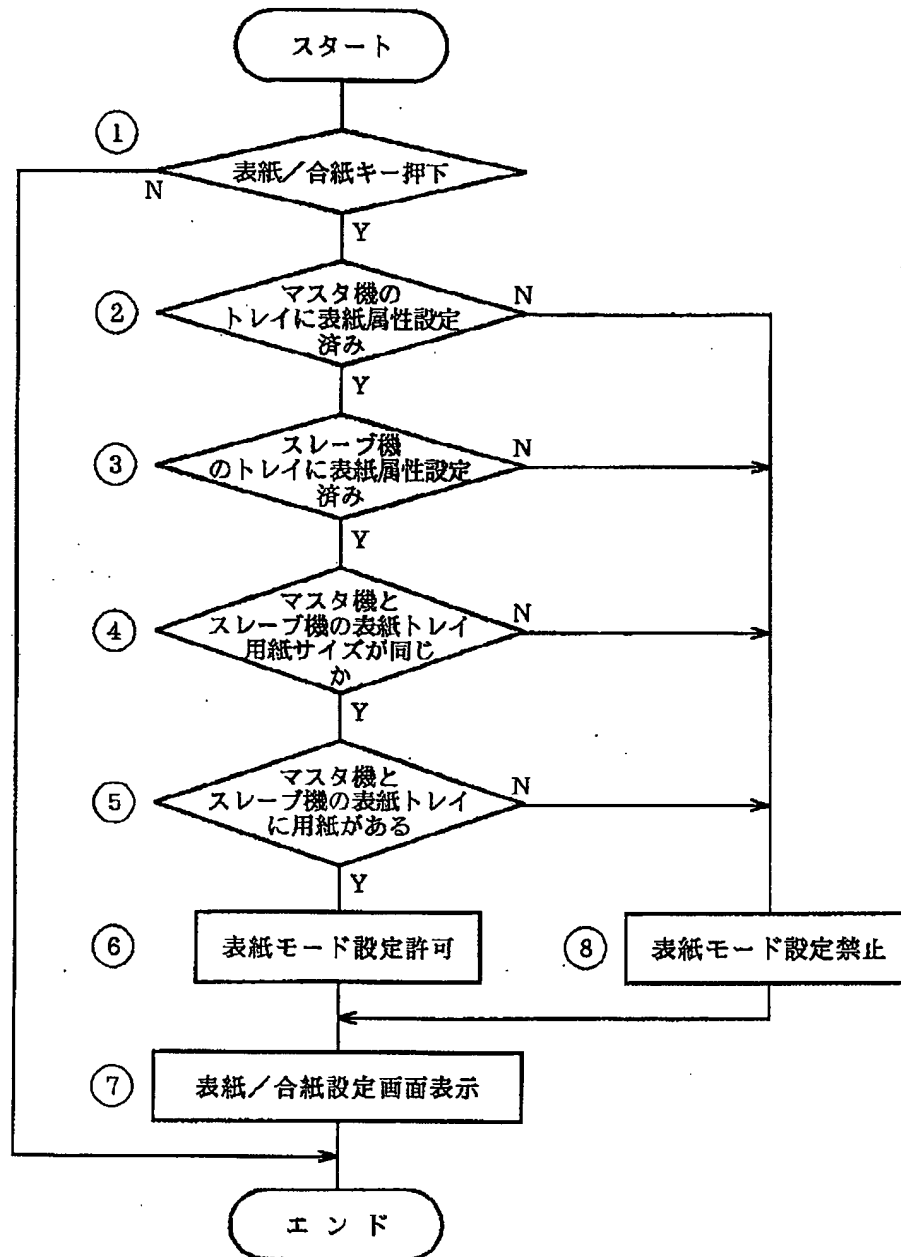 スタート
①
表紙/合紙キー押下
N
Y
②
マスタ機の
トレイに表紙属性設定
済み
N
Y
③
スレーブ機
のトレイに表紙属性設定
済み
N
Y
④
マスタ機と
スレーブ機の表紙トレイ
用紙サイズが同じ
か
N
Y
⑤
マスタ機と
スレーブ機の表紙トレイ
に用紙がある
N
Y
⑥
表紙モード設定許可
⑧
表紙モード設定禁止
⑦
表紙/合紙設定画面表示
エンド